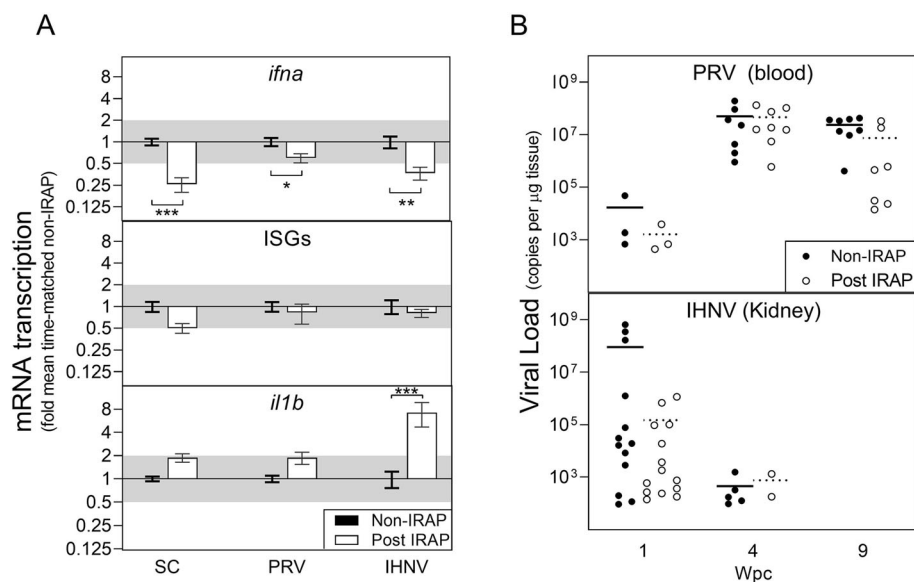 A
mRNA transcription
(fold mean time-matched non-IRAP)
ifna
8
4
2
1
0.5
0.25
0.125
***
*
**
ISGs
8
4
2
1
0.5
0.25
0.125
il1b
***
8
4
2
1
0.5
0.25
0.125
Non-IRAP
Post IRAP
SC PRV IHNV
B
Viral Load (copies per µg tissue)
PRV (blood)
10⁹
10⁷
10⁵
10³
Non-IRAP
Post IRAP
IHNV (Kidney)
10⁹
10⁷
10⁵
10³
1 4 9
Wpc